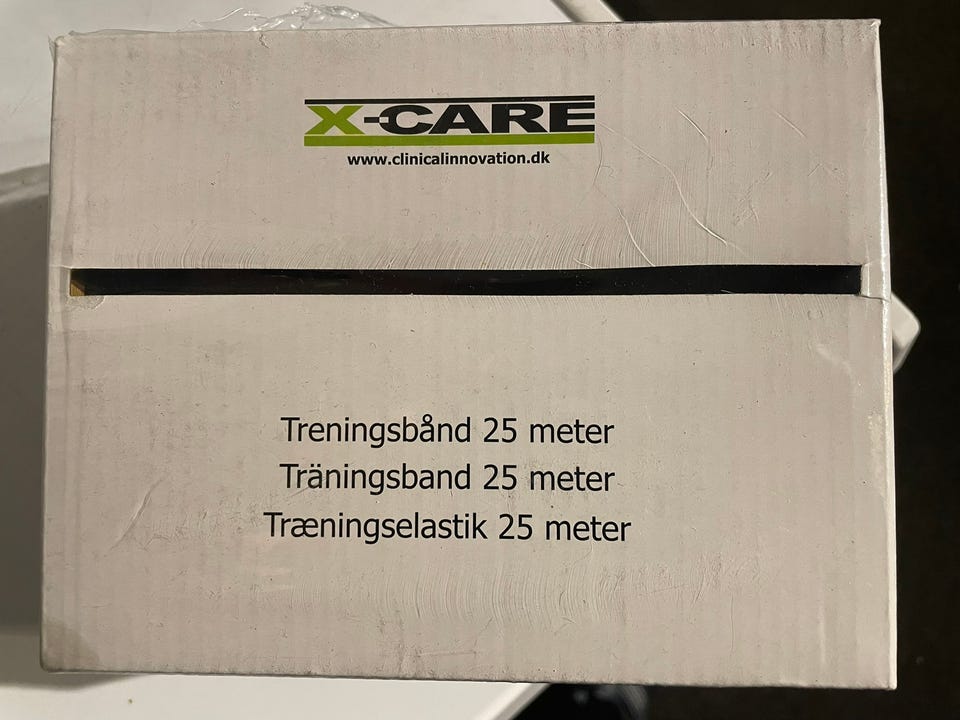 X-CARE
www.clinicalinnovation.dk
Treningsbånd 25 meter
Träningsband 25 meter
Træningselastik 25 meter